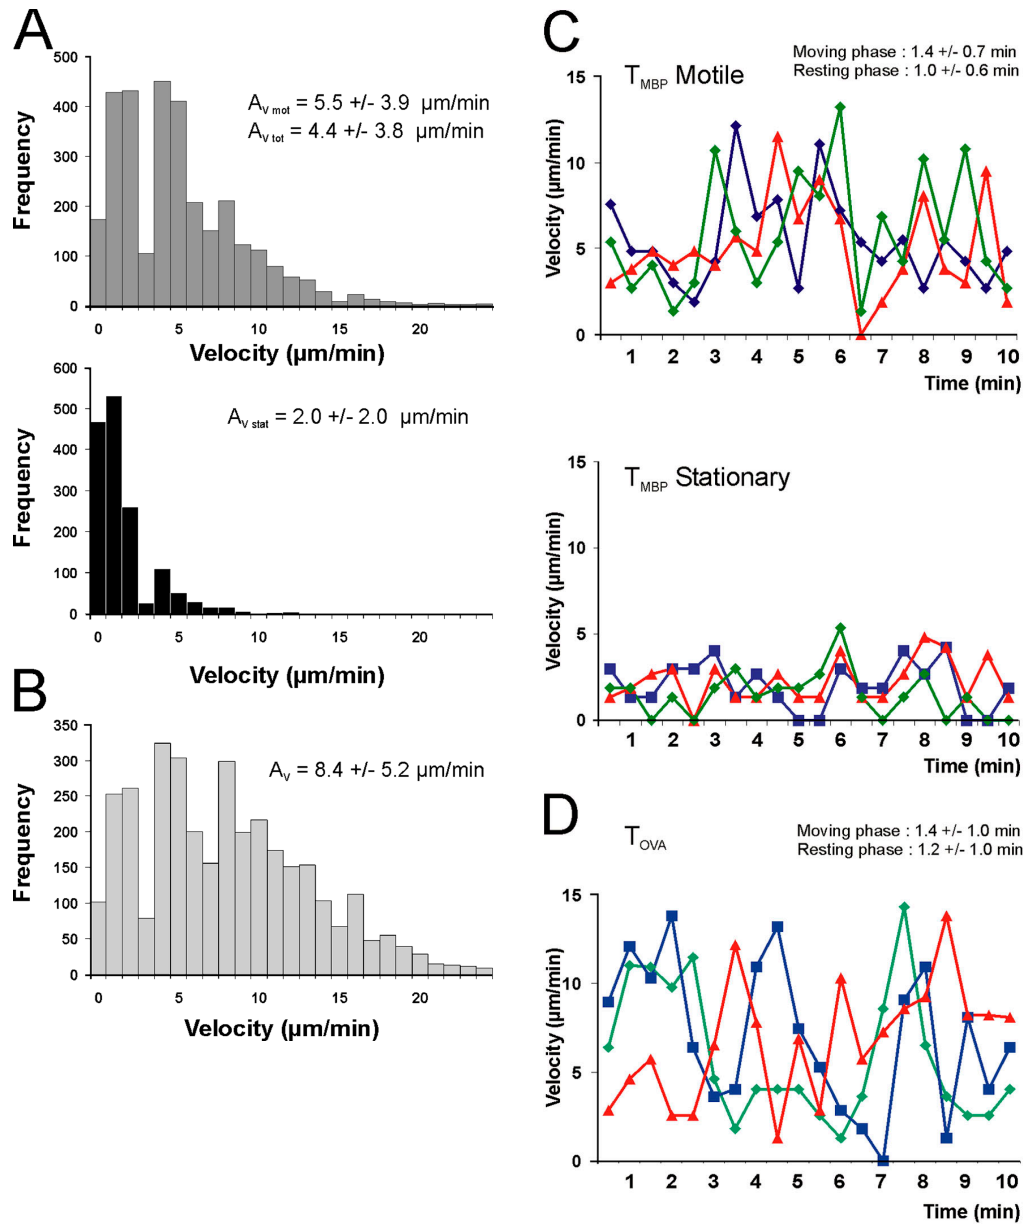 A
500
400
300
200
100
0
Frequency
A V mot = 5.5 +/- 3.9 µm/min
A V tot = 4.4 +/- 3.8 µm/min
0 5 10 15 20
Velocity (µm/min)
600
500
400
300
200
100
0
Frequency
A V stat = 2.0 +/- 2.0 µm/min
0 5 10 15 20
Velocity (µm/min)
B
350
300
250
200
150
100
50
0
Frequency
A V = 8.4 +/- 5.2 µm/min
0 5 10 15 20
Velocity (µm/min)
C
Moving phase : 1.4 +/- 0.7 min
Resting phase : 1.0 +/- 0.6 min
T MBP Motile
15
10
5
0
Velocity (µm/min)
1 2 3 4 5 6 7 8 9 10
Time (min)
T MBP Stationary
15
10
5
0
Velocity (µm/min)
1 2 3 4 5 6 7 8 9 10
Time (min)
D
T OVA
Moving phase : 1.4 +/- 1.0 min
Resting phase : 1.2 +/- 1.0 min
15
10
5
0
Velocity (µm/min)
1 2 3 4 5 6 7 8 9 10
Time (min)